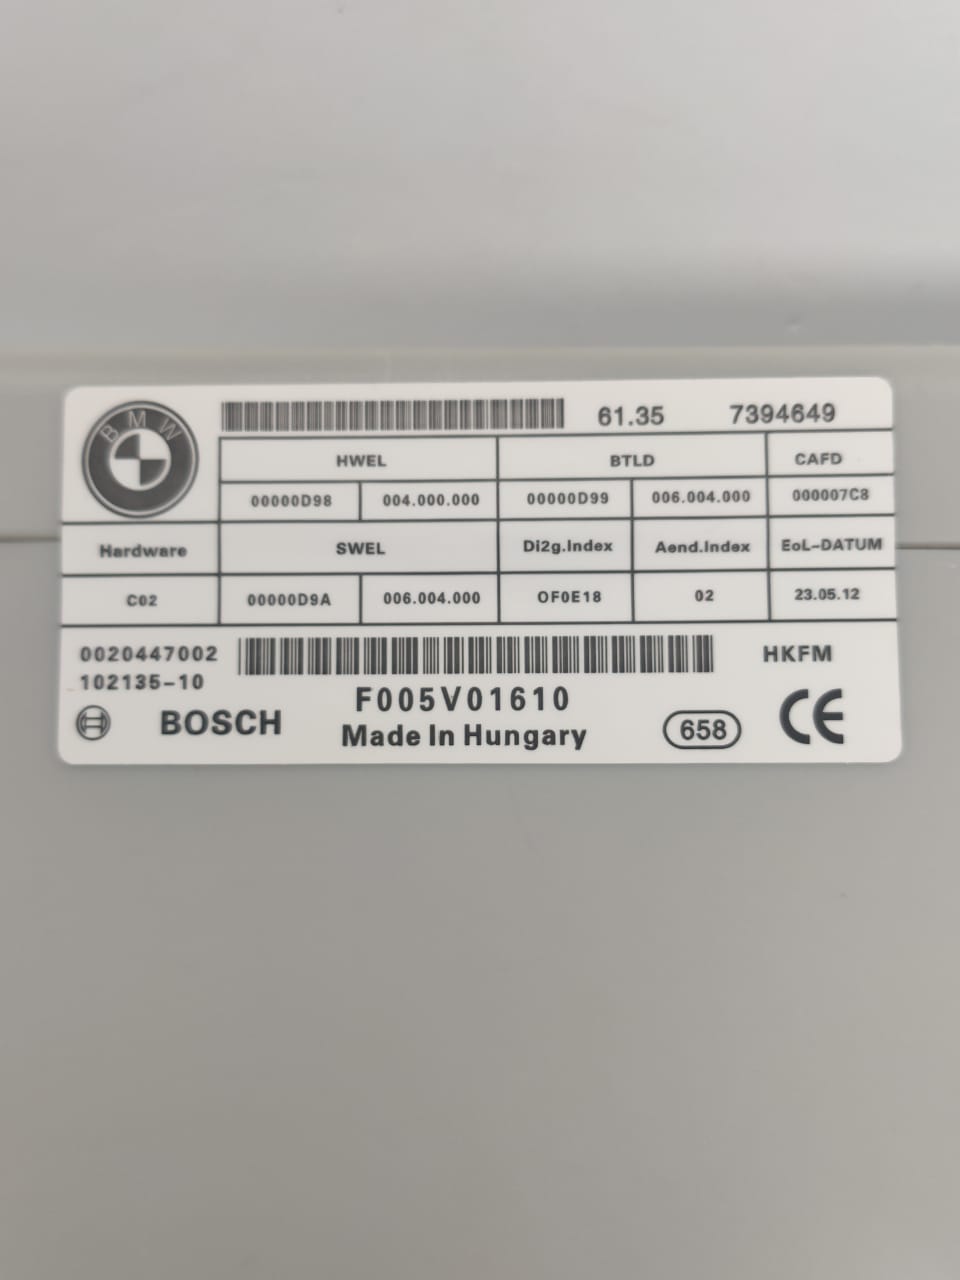 BMW
61.35 7394649
HWEL BTLD CAFD
00000D98 004.000.000 00000D99 006.004.000 000007C8
Hardware SWEL Di2g.Index Aend.Index EoL-DATUM
C02 00000D9A 006.004.000 OF0E18 02 23.05.12
0020447002 HKFM
102135-10
F005V01610
BOSCH Made In Hungary 658 CE